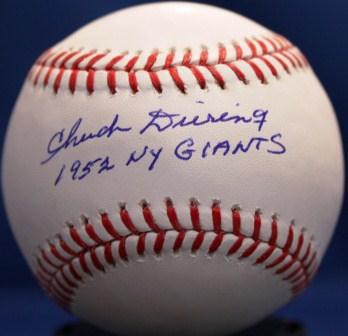 Chuck Diering
1952 NY GIANTS